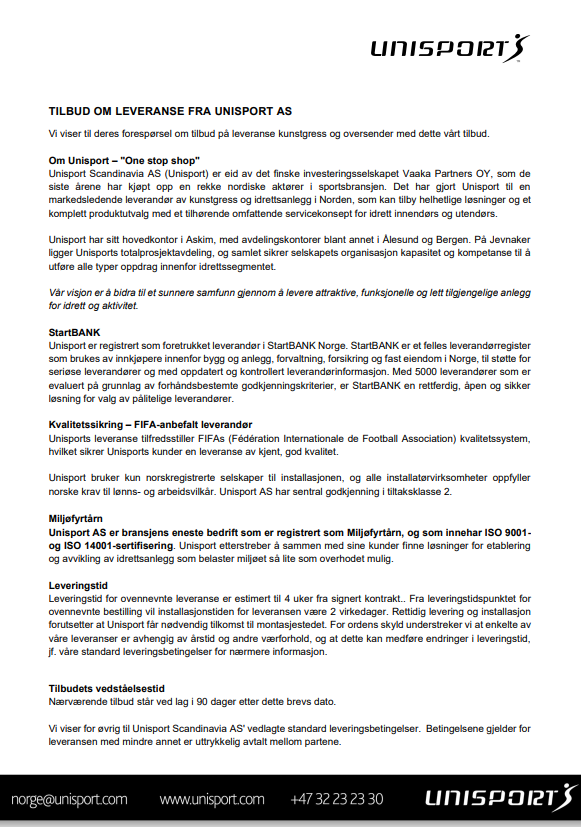 UNISPORT
TILBUD OM LEVERANSE FRA UNISPORT AS
Vi viser til deres forespørsel om tilbud på leveranse kunstgress og oversender med dette vårt tilbud.
Om Unisport – "One stop shop"
Unisport Scandinavia AS (Unisport) er eid av det finske investeringsselskapet Vaaka Partners OY, som de
siste årene har kjøpt opp en rekke nordiske aktører i sportsbransjen. Det har gjort Unisport til en
markedsledende leverandør av kunstgress og idrettsanlegg i Norden, som kan tilby helhetlige løsninger og et
komplett produktutvalg med et tilhørende omfattende servicekonsept for idrett innendørs og utendørs.
Unisport har sitt hovedkontor i Askim, med avdelingskontorer blant annet i Ålesund og Bergen. På Jevnaker
ligger Unisports totalprosjektavdeling, og samlet sikrer selskapets organisasjon kapasitet og kompetanse til å
utføre alle typer oppdrag innenfor idrettssegmentet.
Vår visjon er å bidra til et sunnere samfunn gjennom å levere attraktive, funksjonelle og lett tilgjengelige anlegg
for idrett og aktivitet.
StartBANK
Unisport er registrert som foretrukket leverandør i StartBANK Norge. StartBANK er et felles leverandørregister
som brukes av innkjøpere innenfor bygg og anlegg, forvaltning, forsikring og fast eiendom i Norge, til støtte for
seriøse leverandører og med oppdatert og kontrollert leverandørinformasjon. Med 5000 leverandører som er
evaluert på grunnlag av forhåndsbestemte godkjenningskriterier, er StartBANK en rettferdig, åpen og sikker
løsning for valg av pålitelige leverandører.
Kvalitetssikring – FIFA-anbefalt leverandør
Unisports leveranse tilfredsstiller FIFAs (Fédération Internationale de Football Association) kvalitetssystem,
hvilket sikrer Unisports kunder en leveranse av kjent, god kvalitet.
Unisport bruker kun norskregistrerte selskaper til installasjonen, og alle installatørvirksomheter oppfyller
norske krav til lønns- og arbeidsvilkår. Unisport AS har sentral godkjenning i tiltaksklasse 2.
Miljøfyrtårn
Unisport AS er bransjens eneste bedrift som er registrert som Miljøfyrtårn, og som innehar ISO 9001-
og ISO 14001-sertifisering. Unisport etterstreber å sammen med sine kunder finne løsninger for etablering
og avvikling av idrettsanlegg som belaster miljøet så lite som overhodet mulig.
Leveringstid
Leveringstid for ovennevnte leveranse er estimert til 4 uker fra signert kontrakt.. Fra leveringstidspunktet for
ovennevnte bestilling vil installasjonstiden for leveransen være 2 virkedager. Rettidig levering og installasjon
forutsetter at Unisport får nødvendig tilkomst til montasjestedet. For ordens skyld understreker vi at enkelte av
våre leveranser er avhengig av årstid og andre værforhold, og at dette kan medføre endringer i leveringstid,
jf. våre standard leveringsbetingelser for nærmere informasjon.
Tilbudets vedståelsestid
Nærværende tilbud står ved lag i 90 dager etter dette brevs dato.
Vi viser for øvrig til Unisport Scandinavia AS' vedlagte standard leveringsbetingelser. Betingelsene gjelder for
leveransen med mindre annet er uttrykkelig avtalt mellom partene.
norge@unisport.com www.unisport.com +47 32 23 23 30 UNISPORT